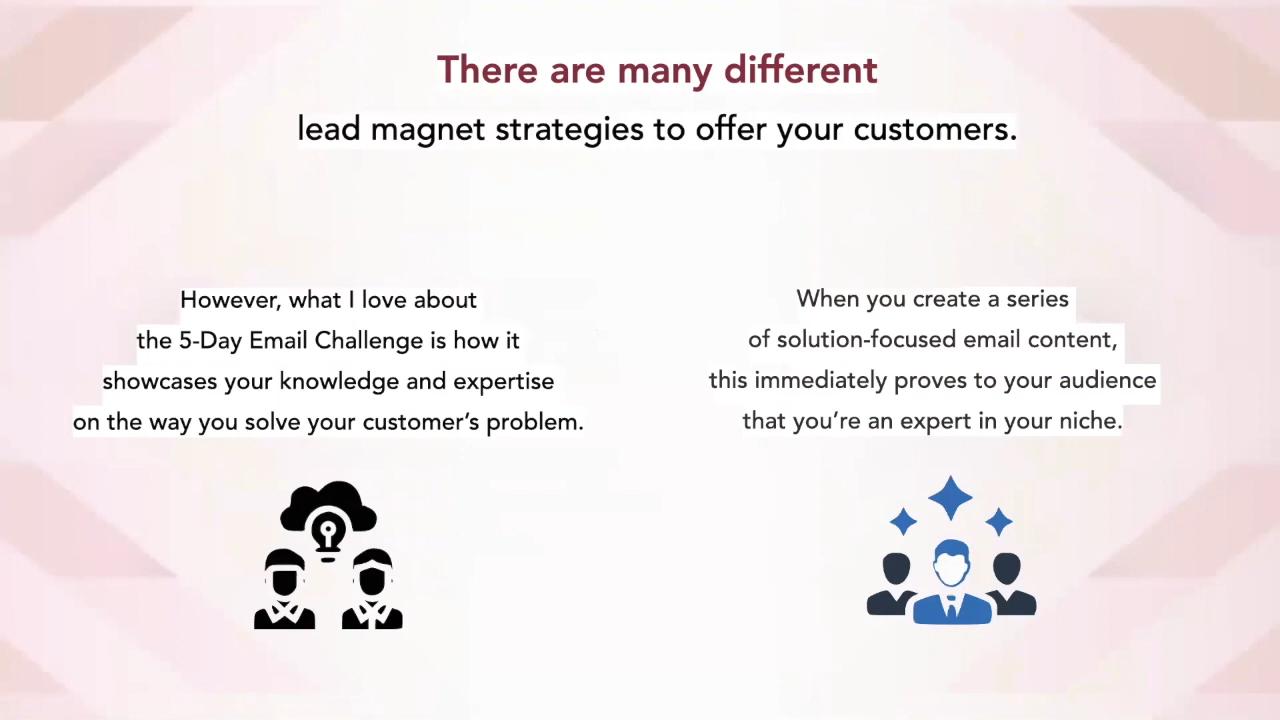 There are many different
lead magnet strategies to offer your customers.
However, what I love about
the 5-Day Email Challenge is how it
showcases your knowledge and expertise
on the way you solve your customer’s problem.
When you create a series
of solution-focused email content,
this immediately proves to your audience
that you’re an expert in your niche.